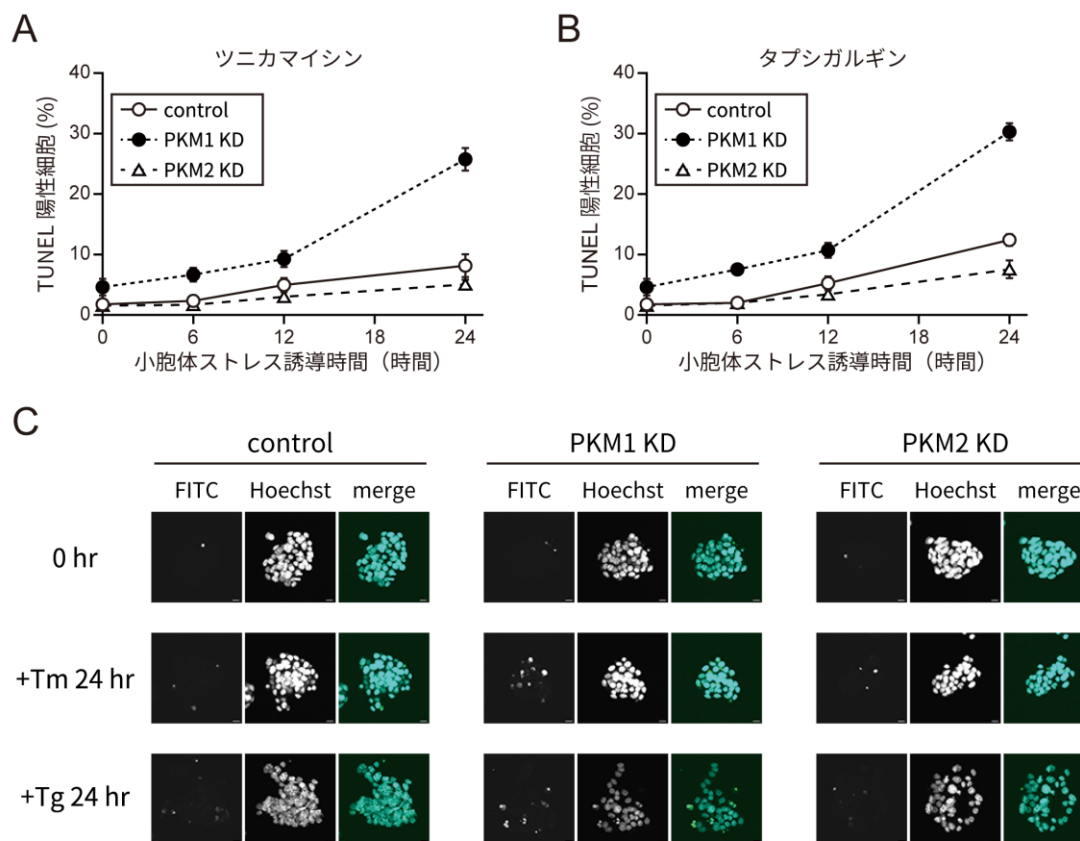 A
ツニカマイシン
TUNEL 陽性細胞 (%)
40
30
20
10
0
control
PKM1 KD
PKM2 KD
0 6 12 18 24
小胞体ストレス誘導時間（時間）
B
タプシガルギン
TUNEL 陽性細胞 (%)
40
30
20
10
0
control
PKM1 KD
PKM2 KD
0 6 12 18 24
小胞体ストレス誘導時間（時間）
C
control PKM1 KD PKM2 KD
FITC Hoechst merge FITC Hoechst merge FITC Hoechst merge
0 hr
+Tm 24 hr
+Tg 24 hr